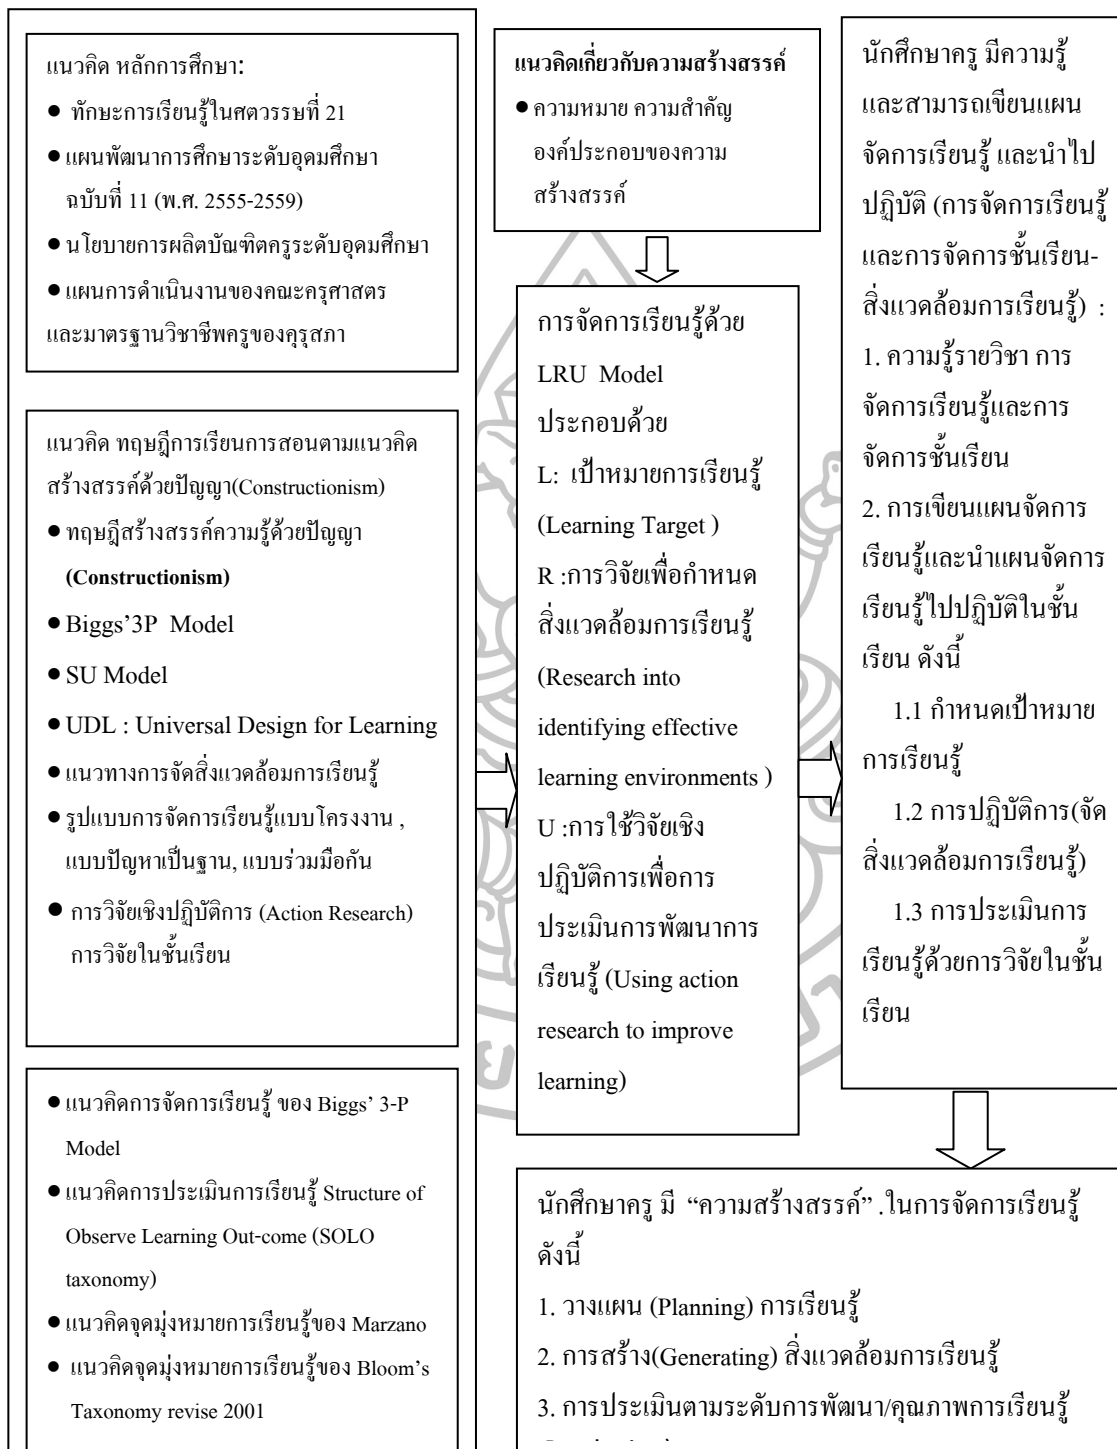 แนวคิด หลักการศึกษา:
● ทักษะการเรียนรู้ในศตวรรษที่ 21
● แผนพัฒนาการศึกษาระดับอุดมศึกษา
ฉบับที่ 11 (พ.ศ. 2555-2559)
● นโยบายการผลิตบัณฑิตครูระดับอุดมศึกษา
● แผนการดำเนินงานของคณะครุศาสตร
และมาตรฐานวิชาชีพครูของคุรุสภา
แนวคิด ทฤษฎีการเรียนการสอนตามแนวคิด
สร้างสรรค์ด้วยปัญญา(Constructionism)
● ทฤษฎีสร้างสรรค์ความรู้ด้วยปัญญา
(Constructionism)
● Biggs’3P Model
● SU Model
● UDL : Universal Design for Learning
● แนวทางการจัดสิ่งแวดล้อมการเรียนรู้
● รูปแบบการจัดการเรียนรู้แบบโครงงาน ,
แบบปัญหาเป็นฐาน, แบบร่วมมือกัน
● การวิจัยเชิงปฏิบัติการ (Action Research)
การวิจัยในชั้นเรียน
● แนวคิดการจัดการเรียนรู้ ของ Biggs’ 3-P
Model
● แนวคิดการประเมินการเรียนรู้ Structure of
Observe Learning Out-come (SOLO
taxonomy)
● แนวคิดจุดมุ่งหมายการเรียนรู้ของ Marzano
● แนวคิดจุดมุ่งหมายการเรียนรู้ของ Bloom’s
Taxonomy revise 2001
แนวคิดเกี่ยวกับความสร้างสรรค์
● ความหมาย ความสำคัญ
องค์ประกอบของความ
สร้างสรรค์
การจัดการเรียนรู้ด้วย
LRU Model
ประกอบด้วย
L: เป้าหมายการเรียนรู้
(Learning Target )
R :การวิจัยเพื่อกำหนด
สิ่งแวดล้อมการเรียนรู้
(Research into
identifying effective
learning environments )
U :การใช้วิจัยเชิง
ปฏิบัติการเพื่อการ
ประเมินการพัฒนาการ
เรียนรู้ (Using action
research to improve
learning)
นักศึกษาครู มีความรู้
และสามารถเขียนแผน
จัดการเรียนรู้ และนำไป
ปฏิบัติ (การจัดการเรียนรู้
และการจัดการชั้นเรียน-
สิ่งแวดล้อมการเรียนรู้) :
1. ความรู้รายวิชา การ
จัดการเรียนรู้และการ
จัดการชั้นเรียน
2. การเขียนแผนจัดการ
เรียนรู้และนำแผนจัดการ
เรียนรู้ไปปฏิบัติในชั้น
เรียน ดังนี้
1.1 กำหนดเป้าหมาย
การเรียนรู้
1.2 การปฏิบัติการ(จัด
สิ่งแวดล้อมการเรียนรู้)
1.3 การประเมินการ
เรียนรู้ด้วยการวิจัยในชั้น
เรียน
นักศึกษาครู มี “ความสร้างสรรค์” .ในการจัดการเรียนรู้
ดังนี้
1. วางแผน (Planning) การเรียนรู้
2. การสร้าง(Generating) สิ่งแวดล้อมการเรียนรู้
3. การประเมินตามระดับการพัฒนา/คุณภาพการเรียนรู้